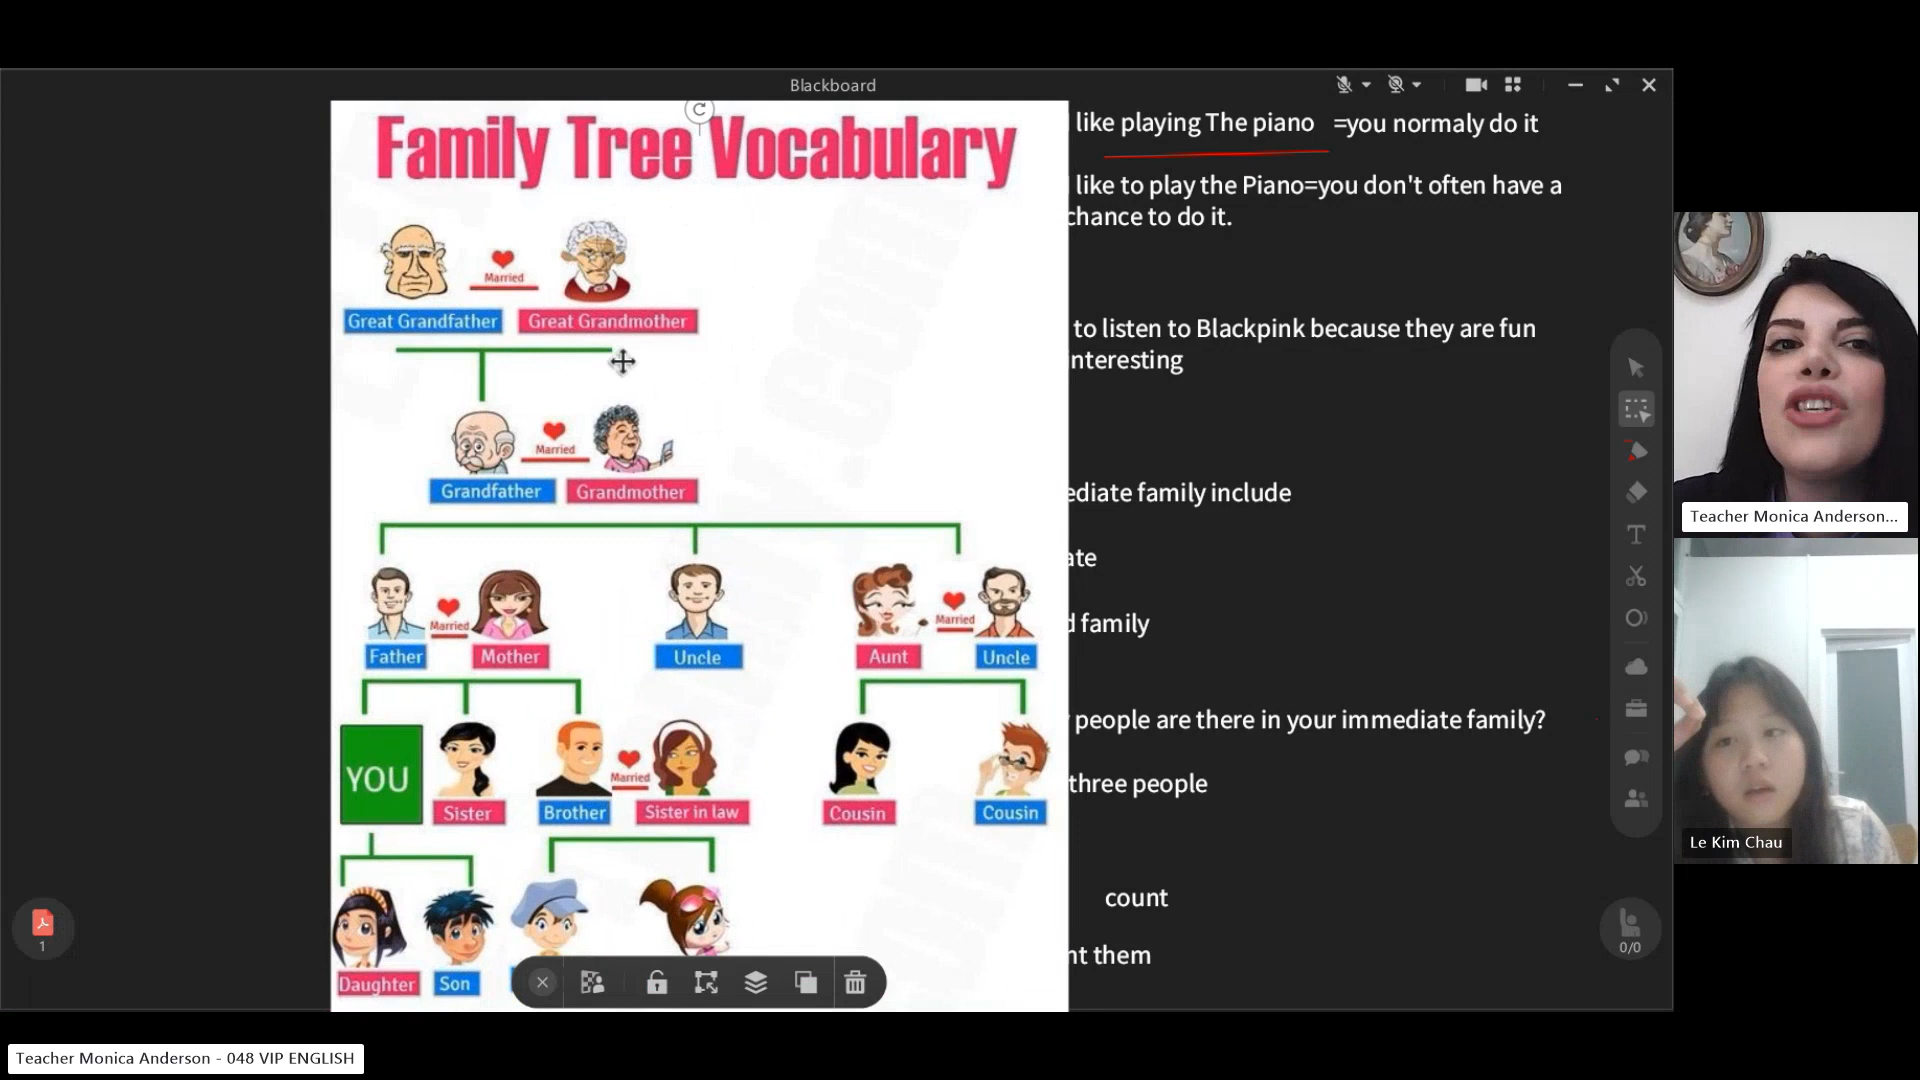 Blackboard
Family Tree Vocabulary
Married
Great Grandfather
Great Grandmother
Married
Grandfather
Grandmother
Married
Married
Father
Mother
Uncle
Aunt
Uncle
YOU
Married
Sister
Brother
Sister in law
Cousin
Cousin
Daughter
Son
like playing The piano =you normaly do it
like to play the Piano=you don't often have a
chance to do it.
to listen to Blackpink because they are fun
interesting
ediate family include
ate
d family
people are there in your immediate family?
three people
count
nt them
1
0/0
Teacher Monica Anderson...
Le Kim Chau
Teacher Monica Anderson - 048 VIP ENGLISH